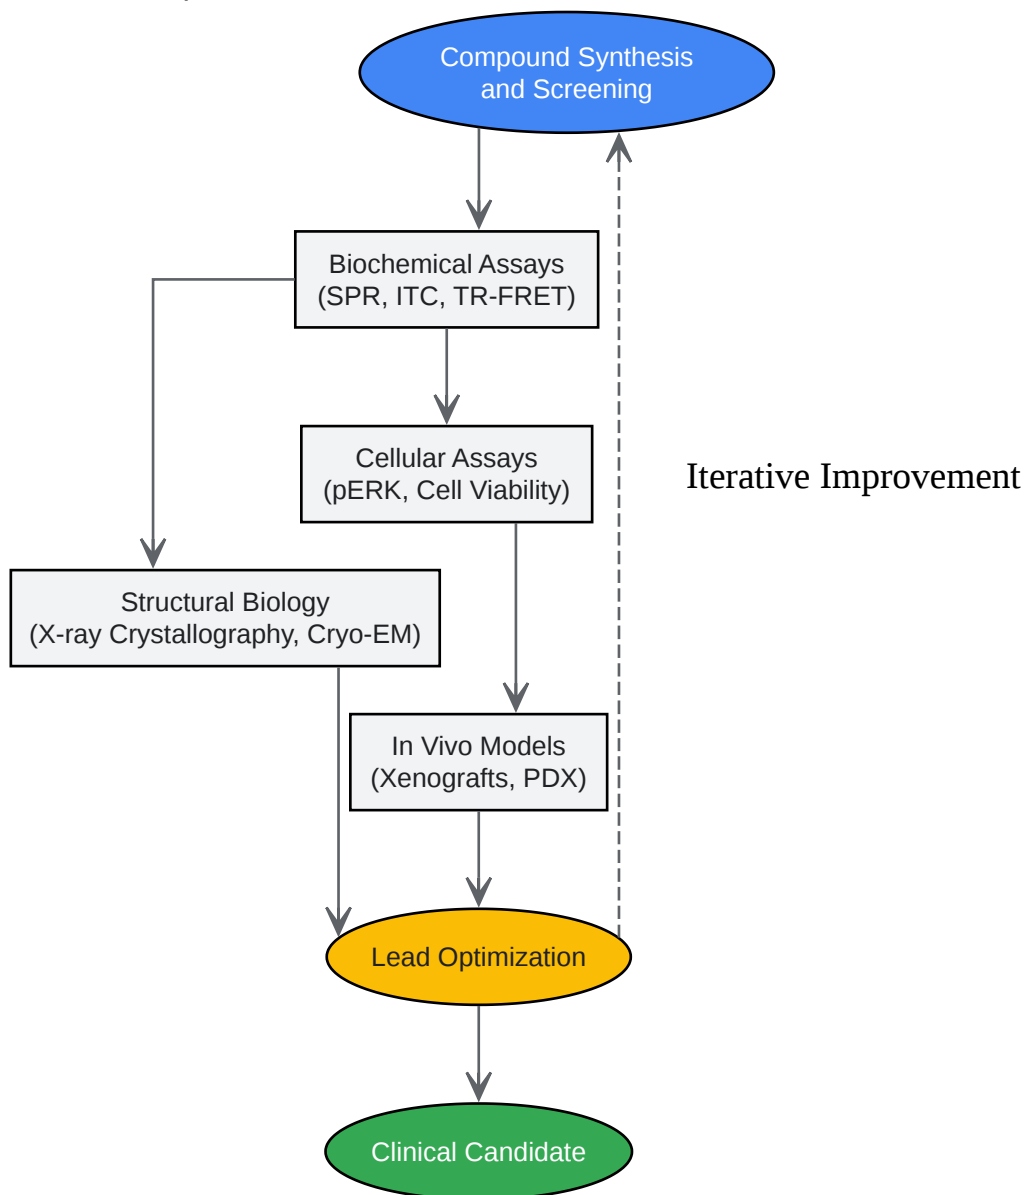 Compound Synthesis
and Screening
Biochemical Assays
(SPR, ITC, TR-FRET)
Cellular Assays
(pERK, Cell Viability)
Iterative Improvement
Structural Biology
(X-ray Crystallography, Cryo-EM)
In Vivo Models
(Xenografts, PDX)
Lead Optimization
Clinical Candidate